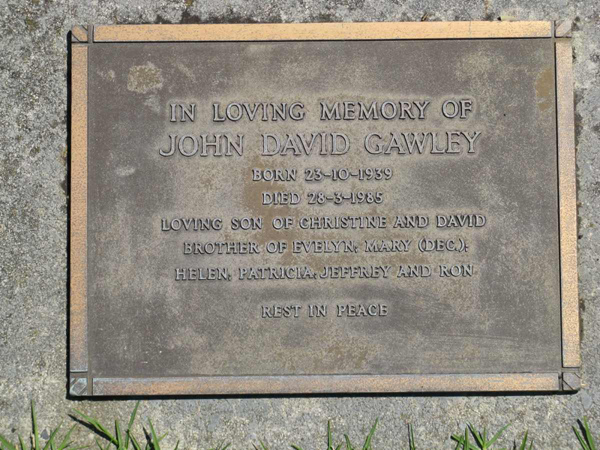 IN LOVING MEMORY OF
JOHN DAVID GAWLEY
BORN 23-10-1939
DIED 28-3-1985
LOVING SON OF CHRISTINE AND DAVID
BROTHER OF EVELYN; MARY (DEC.);
HELEN; PATRICIA; JEFFREY AND RON
REST IN PEACE